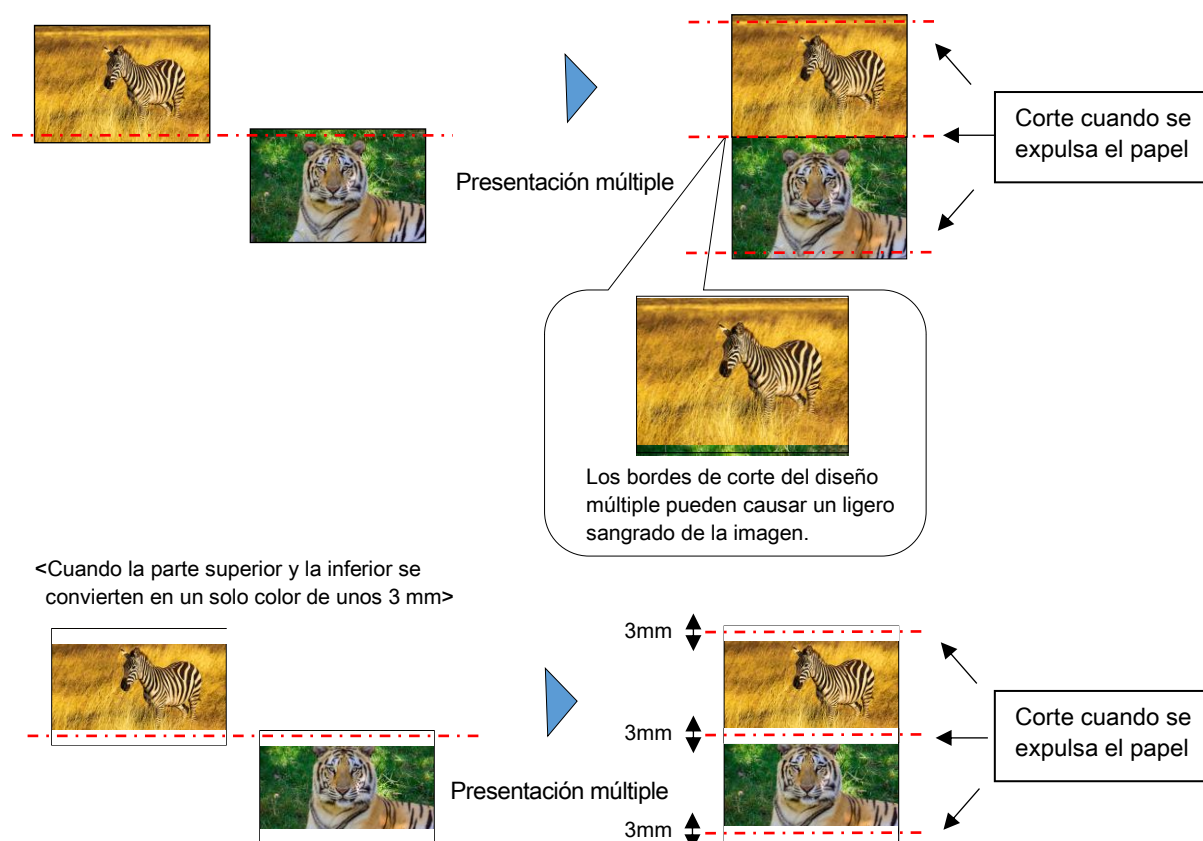 Presentación múltiple
Corte cuando se
expulsa el papel
Los bordes de corte del diseño
múltiple pueden causar un ligero
sangrado de la imagen.
<Cuando la parte superior y la inferior se
convierten en un solo color de unos 3 mm>
3mm
3mm
3mm
Presentación múltiple
Corte cuando se
expulsa el papel